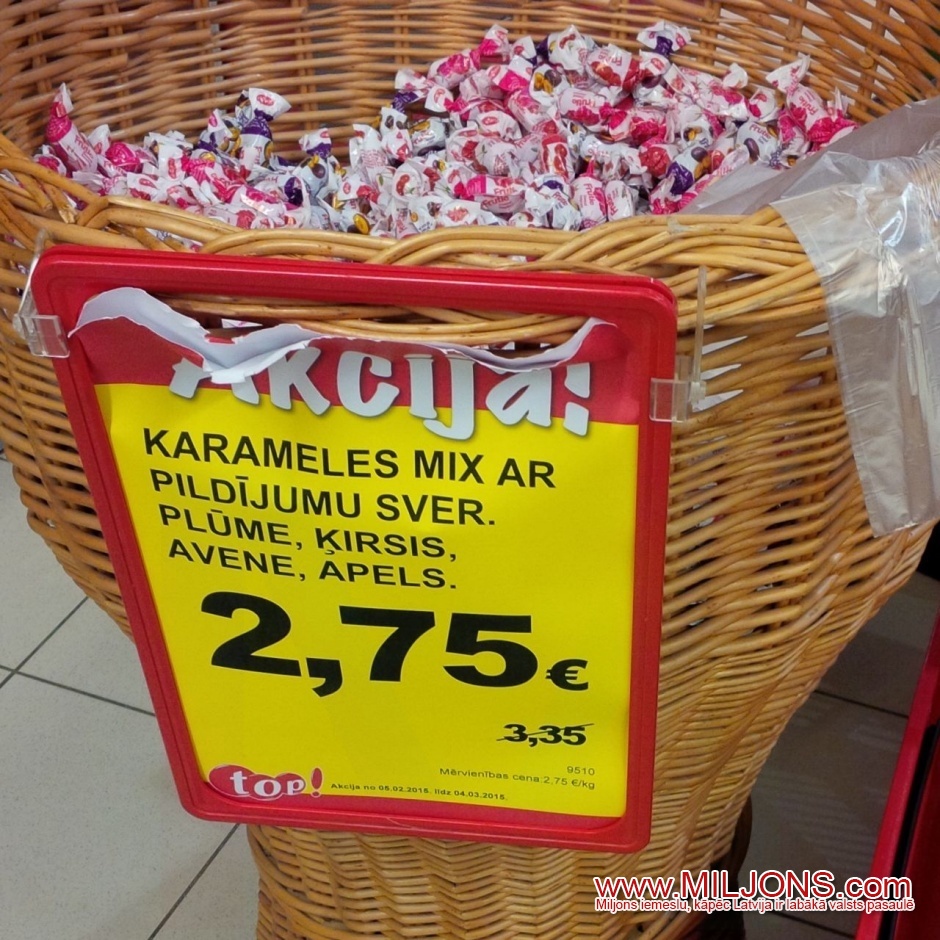 Akcija!
KARAMELES MIX AR
PILDĪJUMU SVER.
PLŪME, ĶIRSIS,
AVENE, APELS.
2,75€
3,35
9510
Mērvienības cena:2,75 €/kg
top! Akcija no 05.02.2015. līdz 04.03.2015.
www.MILJONS.com
Miljons iemeslu, kāpēc Latvija ir labākā valsts pasaulē